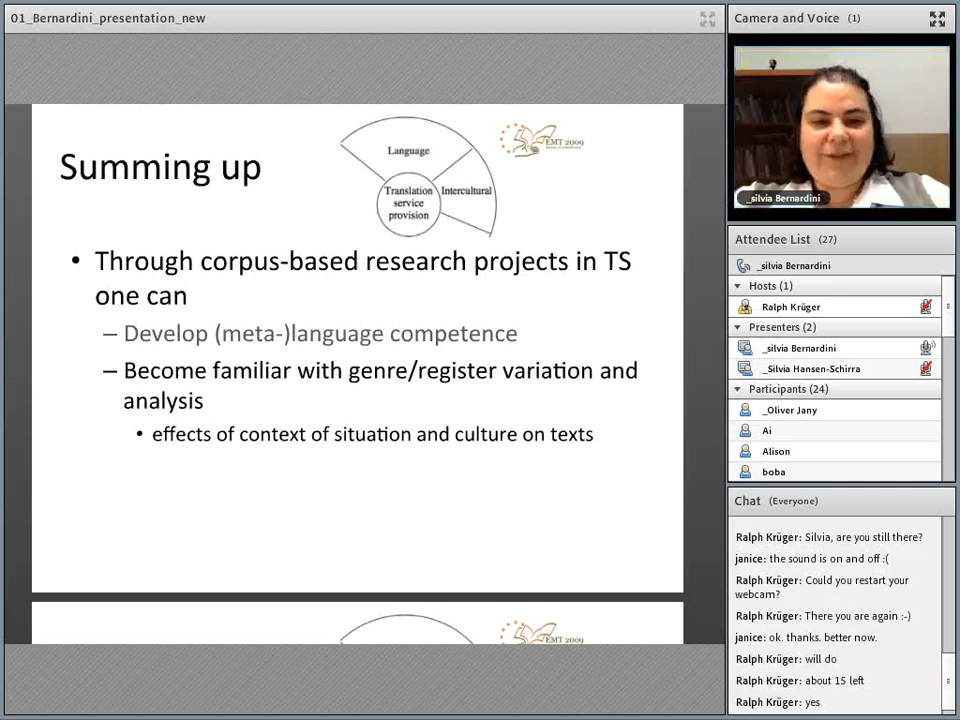 01_Bernardini_presentation_new
Summing up
Language
Translation
service
provision
Intercultural
EMT 2009
• Through corpus-based research projects in TS
one can
– Develop (meta-)language competence
– Become familiar with genre/register variation and
analysis
• effects of context of situation and culture on texts
EMT 2009
Camera and Voice (1)
_silvia Bernardini
Attendee List (27)
_silvia Bernardini
Hosts (1)
Ralph Krüger
Presenters (2)
_silvia Bernardini
_Silvia Hansen-Schirra
Participants (24)
_Oliver Jany
Ai
Alison
boba
Chat (Everyone)
Ralph Krüger: Silvia, are you still there?
janice: the sound is on and off :(
Ralph Krüger: Could you restart your
webcam?
Ralph Krüger: There you are again :-)
janice: ok. thanks. better now.
Ralph Krüger: will do
Ralph Krüger: about 15 left
Ralph Krüger: yes